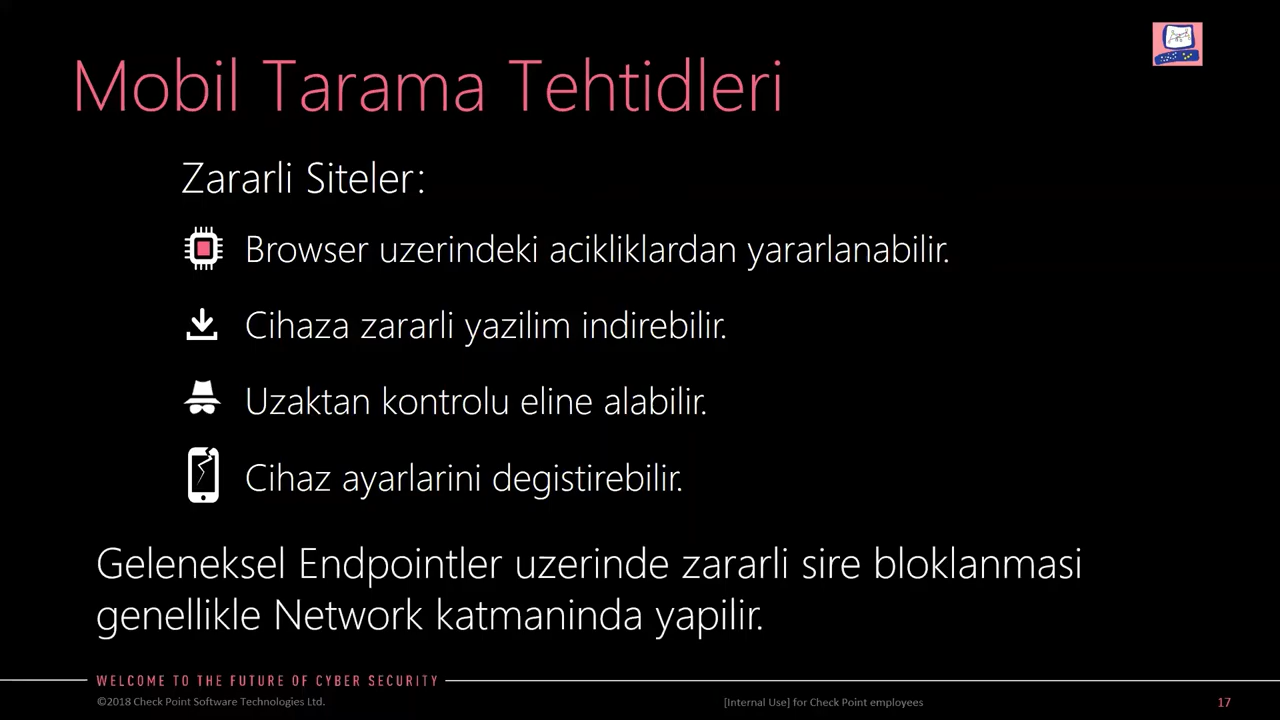 Mobil Tarama Tehtidleri
Zararli Siteler:
Browser uzerindeki acikliklardan yararlanabilir.
Cihaza zararli yazilim indirebilir.
Uzaktan kontrolu eline alabilir.
Cihaz ayarlarini degistirebilir.
Geleneksel Endpointler uzerinde zararli sire bloklanmasi
genellikle Network katmaninda yapilir.
WELCOME TO THE FUTURE OF CYBER SECURITY
©2018 Check Point Software Technologies Ltd.
[Internal Use] for Check Point employees
17